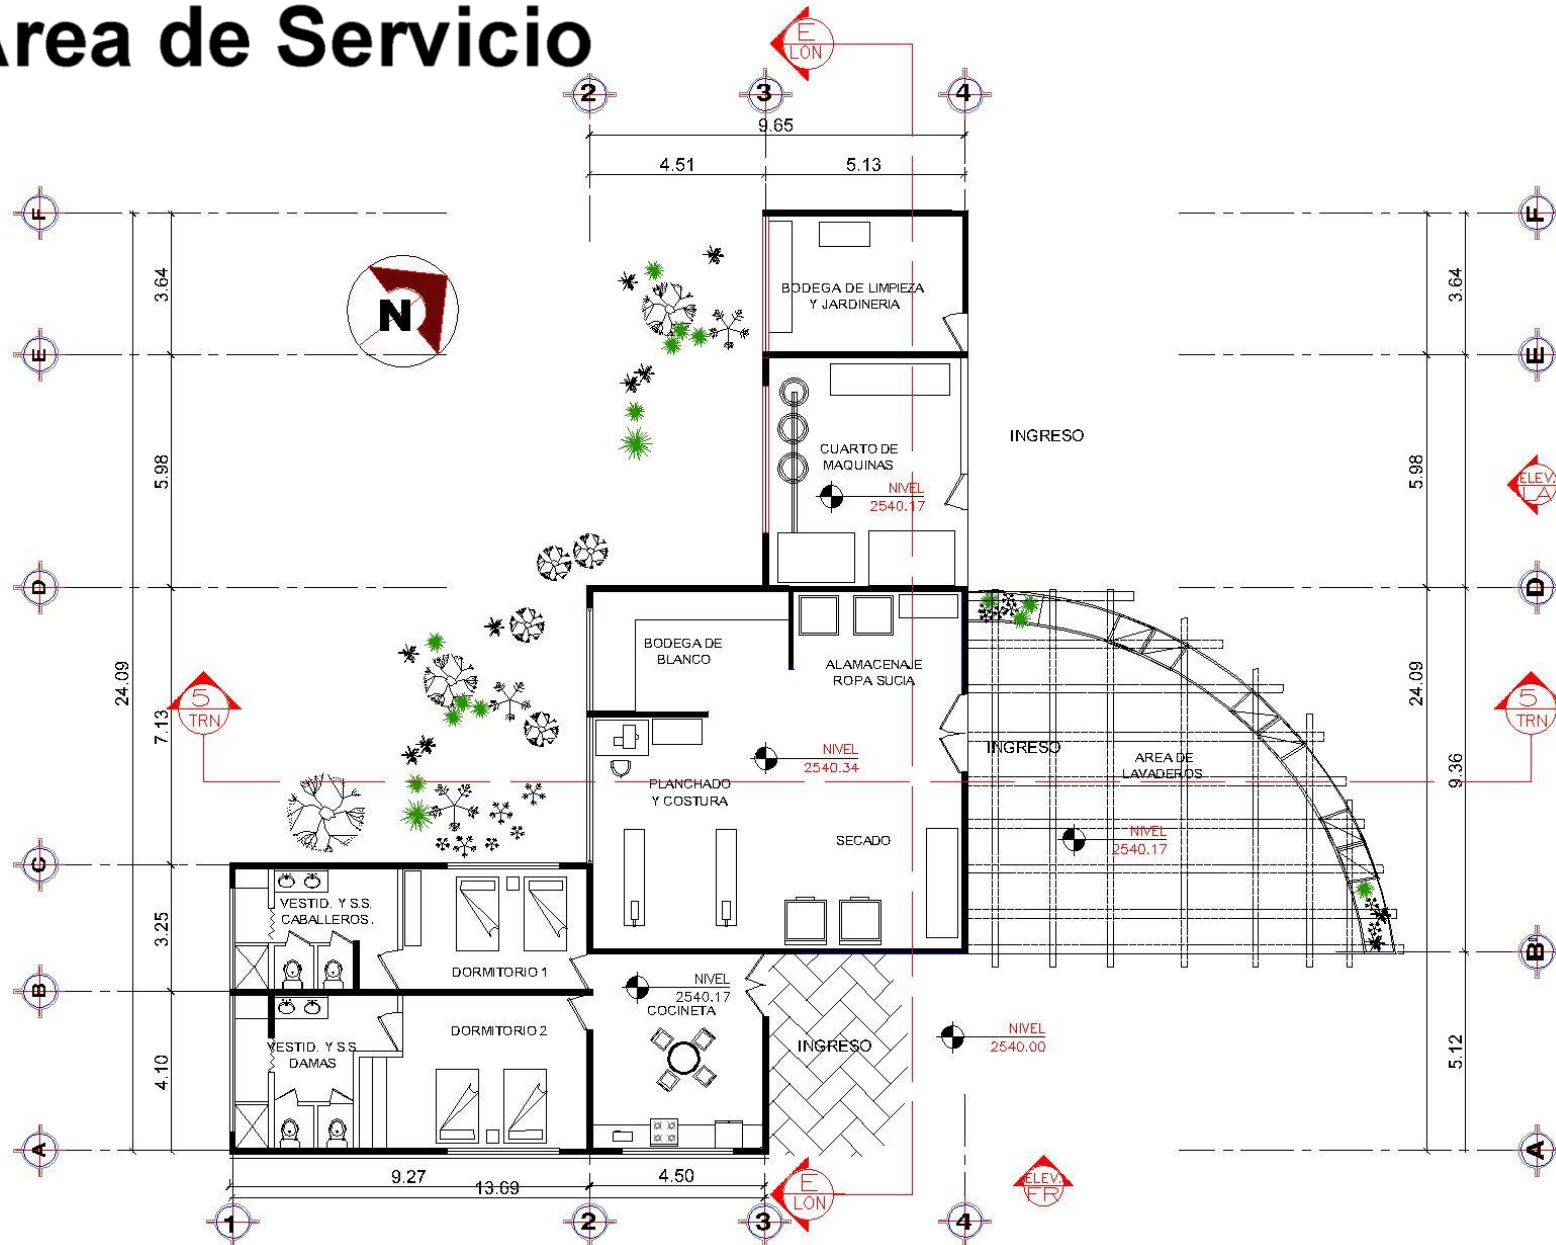 Area de Servicio
E
LON
2
3
4
9.65
4.51
5.13
F
F
3.64
3.64
N
BODEGA DE LIMPIEZA
Y JARDINERIA
E
E
INGRESO
CUARTO DE
MAQUINAS
5.98
5.98
ELEV.
LA
NIVEL
2540.17
D
D
BODEGA DE
BLANCO
ALAMACENAJE
ROPA SUCIA
24.09
24.09
7.13
5
TRN
5
TRN
NIVEL
2540.34
INGRESO
AREA DE
LAVADEROS
9.36
PLANCHADO
Y COSTURA
SECADO
NIVEL
2540.17
C
VESTID. Y S.S.
CABALLEROS.
3.25
DORMITORIO 1
B
B'
NIVEL
2540.17
COCINETA
DORMITORIO 2
VESTID. Y S.S
DAMAS
INGRESO
NIVEL
2540.00
4.10
5.12
A
A
9.27
13.69
4.50
E
LON
ELEV.
FR
1
2
3
4